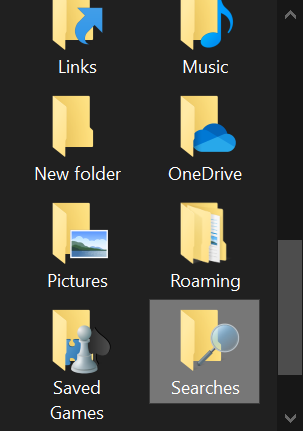 Links
Music
New folder
OneDrive
Pictures
Roaming
Saved
Games
Searches